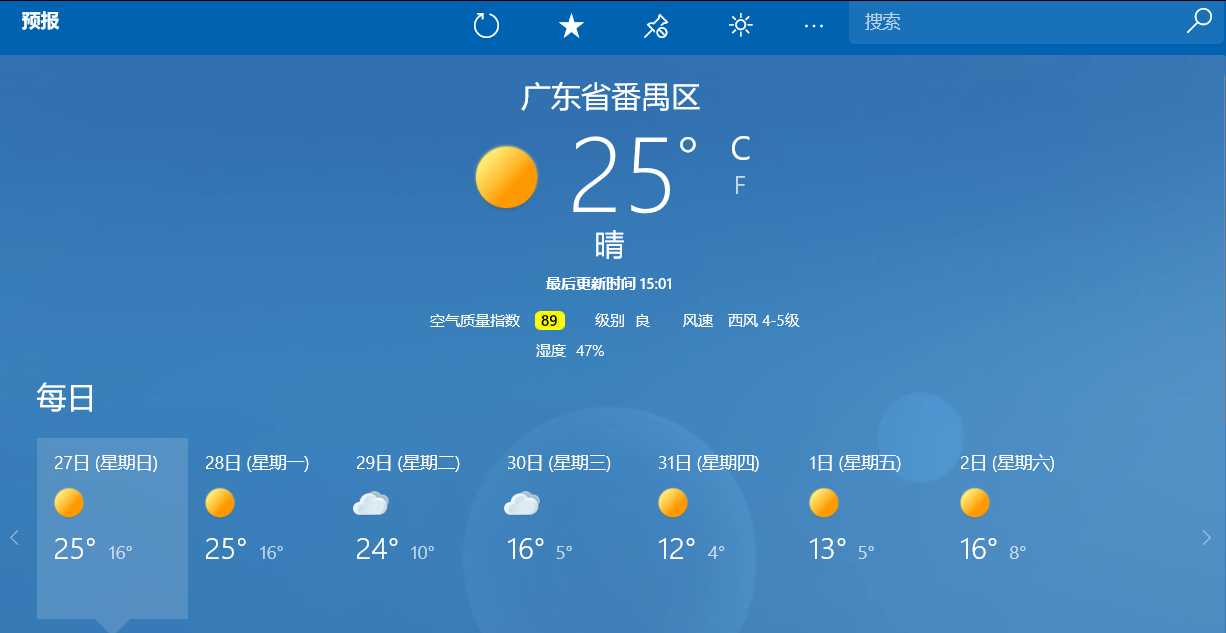 预报
搜索
广东省番禺区
25° C
F
晴
最后更新时间 15:01
空气质量指数 89 级别 良 风速 西风 4-5级
湿度 47%
每日
27日 (星期日) 28日 (星期一) 29日 (星期二) 30日 (星期三) 31日 (星期四) 1日 (星期五) 2日 (星期六)
25° 16° 25° 16° 24° 10° 16° 5° 12° 4° 13° 5° 16° 8°